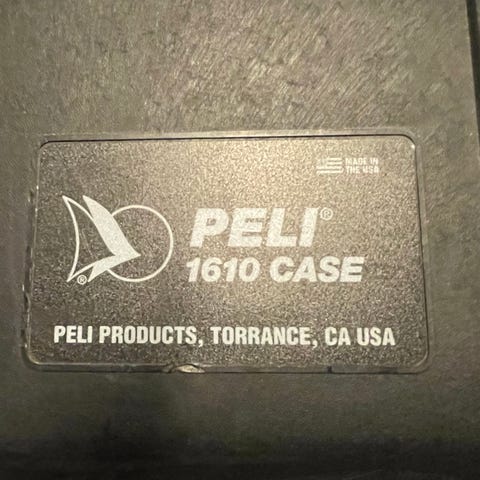 MADE IN
THE USA
PELI®
1610 CASE
®
PELI PRODUCTS, TORRANCE, CA USA